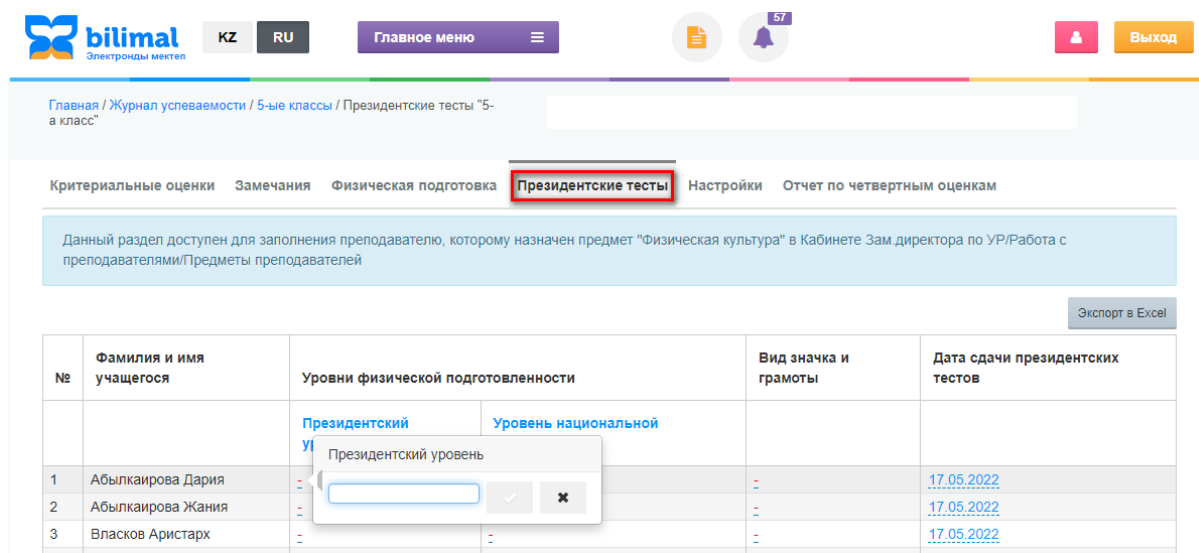 57
bilimal
Электронды мектеп
KZ RU
Главное меню
Выход
Главная / Журнал успеваемости / 5-ые классы / Президентские тесты "5-
а класс"
Критериальные оценки Замечания Физическая подготовка Президентские тесты Настройки Отчет по четвертным оценкам
Данный раздел доступен для заполнения преподавателю, которому назначен предмет "Физическая культура" в Кабинете Зам.директора по УР/Работа с
преподавателями/Предметы преподавателей
Экспорт в Excel
№ Фамилия и имя учащегося Уровни физической подготовленности Вид значка и грамоты Дата сдачи президентских тестов
Президентский Уровень национальной
Президентский уровень
1 Абылкаирова Дария - - 17.05.2022
2 Абылкаирова Жания - - 17.05.2022
3 Власков Аристарх - - - 17.05.2022